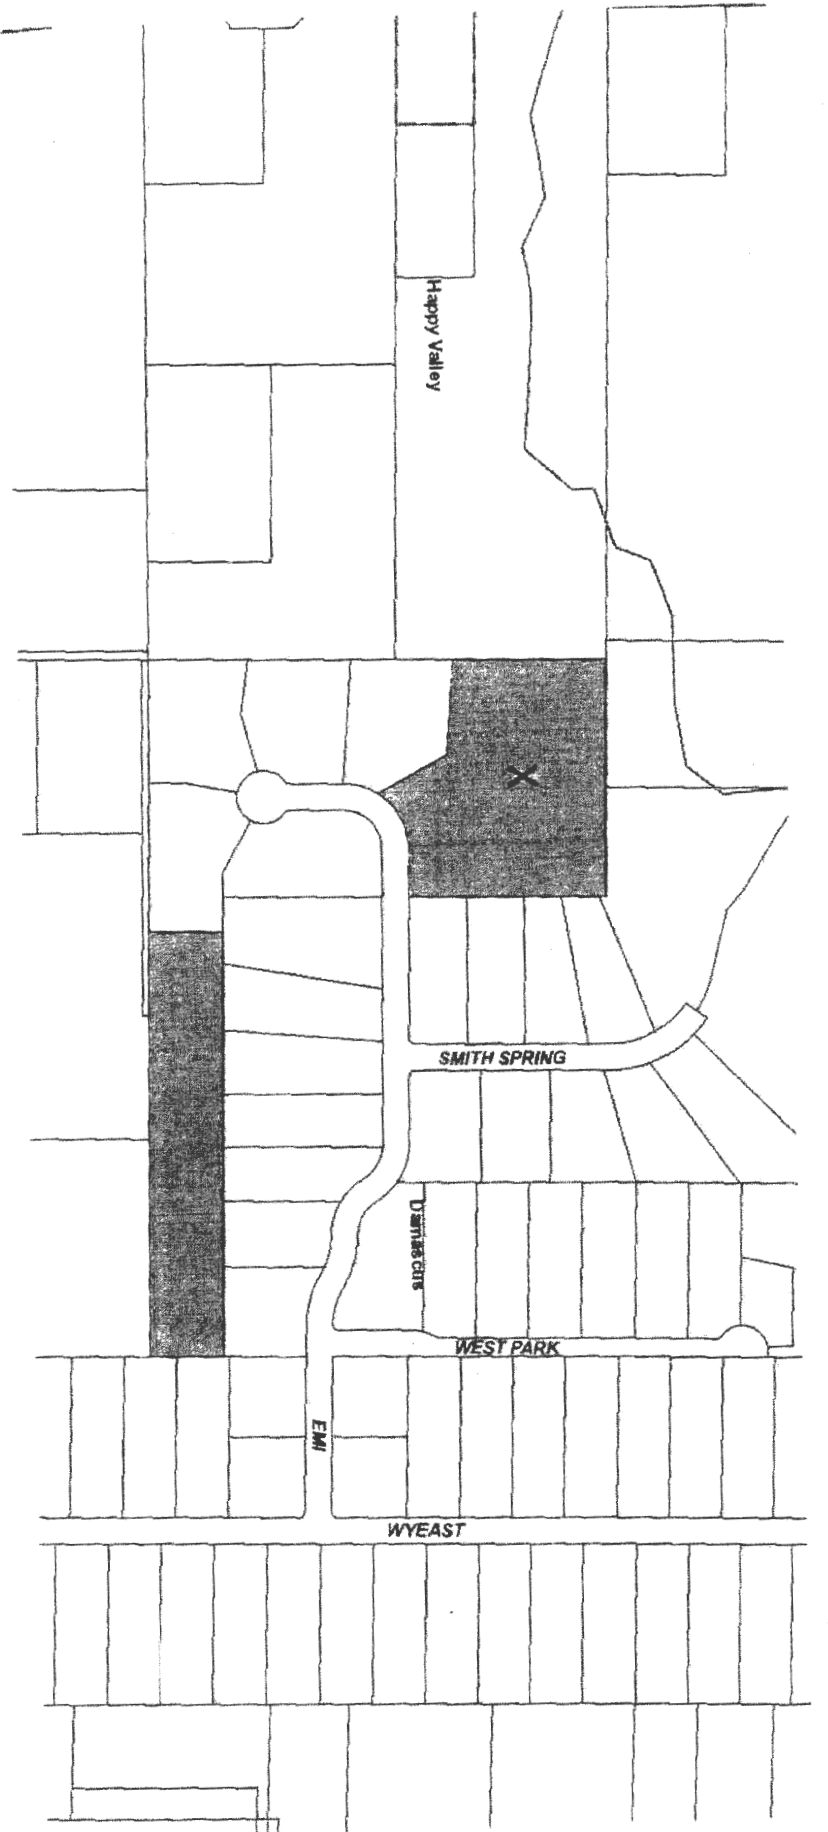 Happy Valley
X
SMITH SPRING
Damascus
WEST PARK
EMI
WYEAST